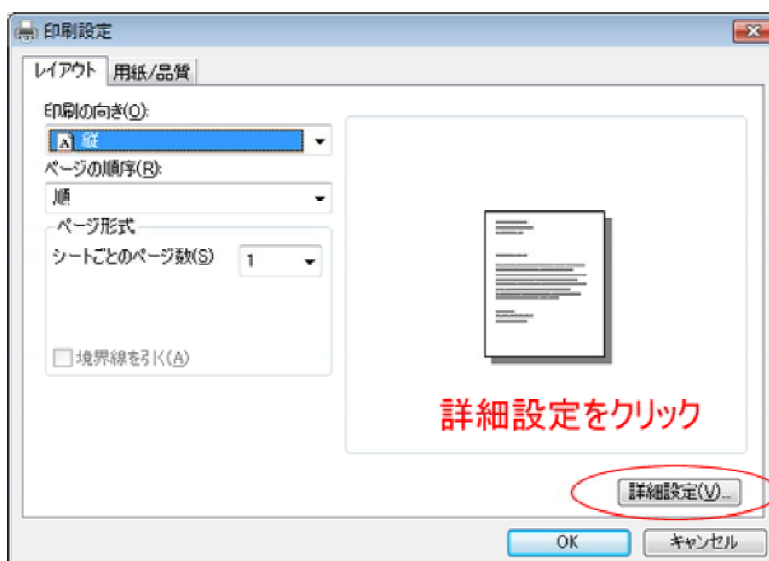 印刷設定
レイアウト 用紙/品質
印刷の向き(O):
縦
ページの順序(R):
順
ページ形式
シートごとのページ数(S) 1
境界線を引く(A)
詳細設定をクリック
詳細設定(V)...
OK キャンセル